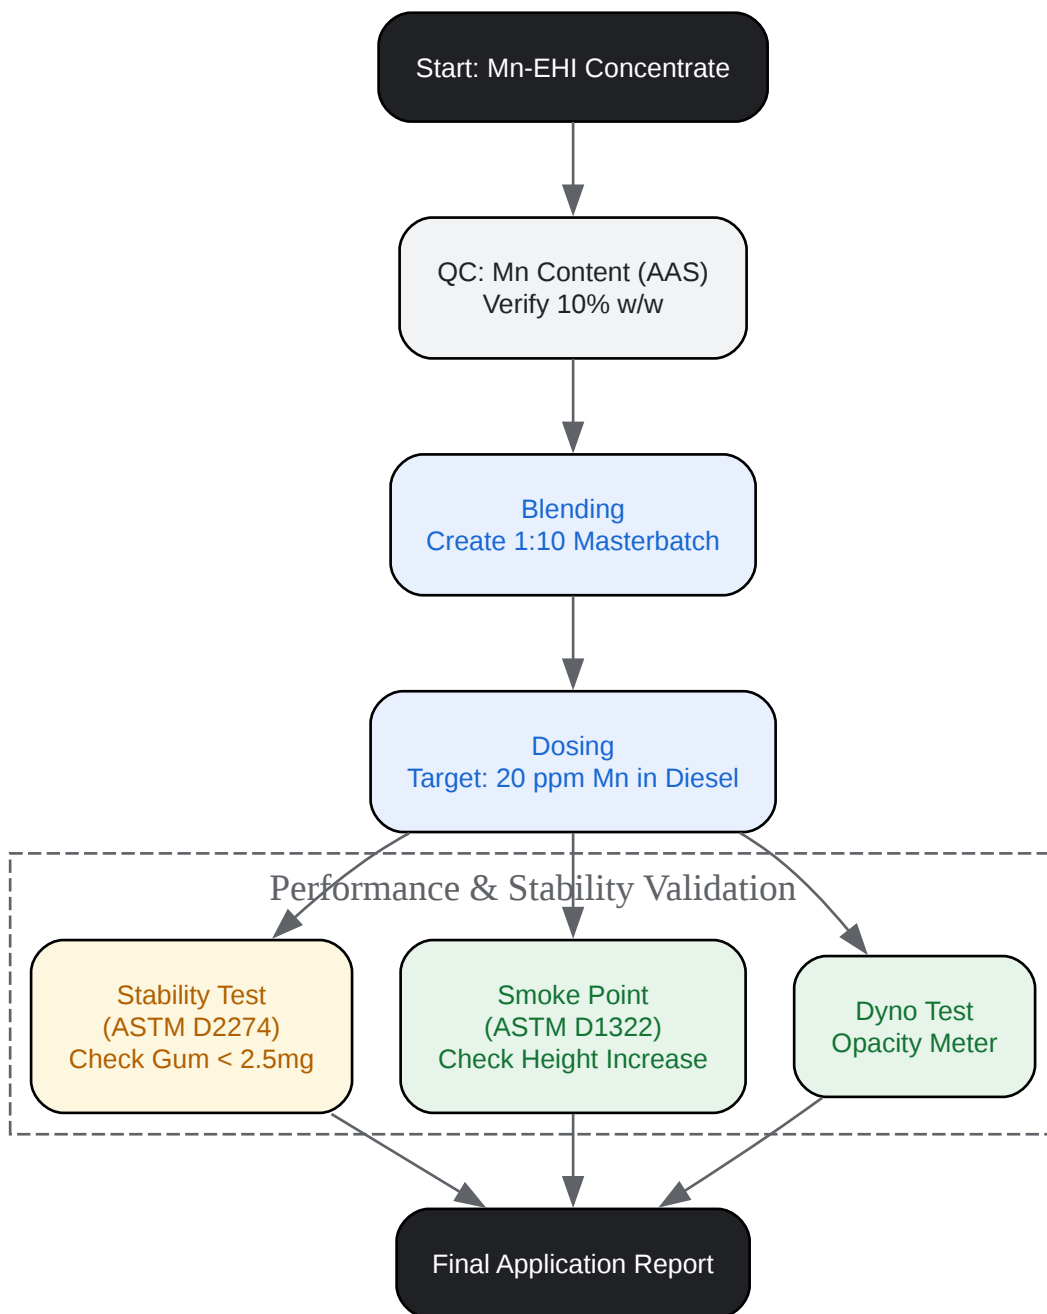 Start: Mn-EHI Concentrate
QC: Mn Content (AAS)
Verify 10% w/w
Blending
Create 1:10 Masterbatch
Dosing
Target: 20 ppm Mn in Diesel
Performance & Stability Validation
Stability Test
(ASTM D2274)
Check Gum < 2.5mg
Smoke Point
(ASTM D1322)
Check Height Increase
Dyno Test
Opacity Meter
Final Application Report